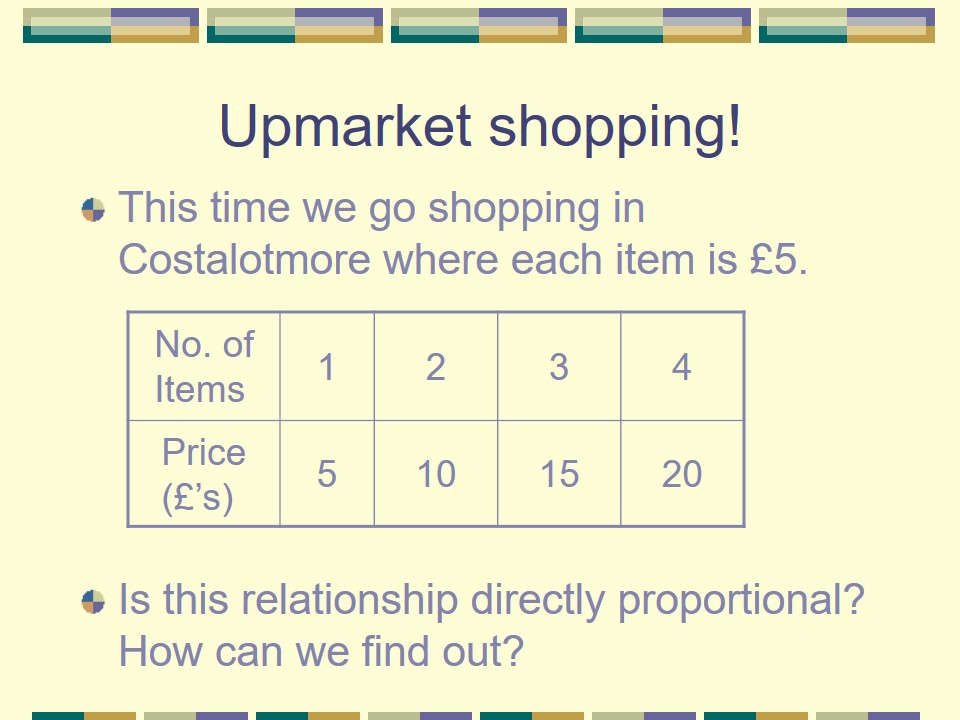 Upmarket shopping!
This time we go shopping in
Costalotmore where each item is £5.
No. of
Items
1
2
3
4
Price
(£’s)
5
10
15
20
Is this relationship directly proportional?
How can we find out?